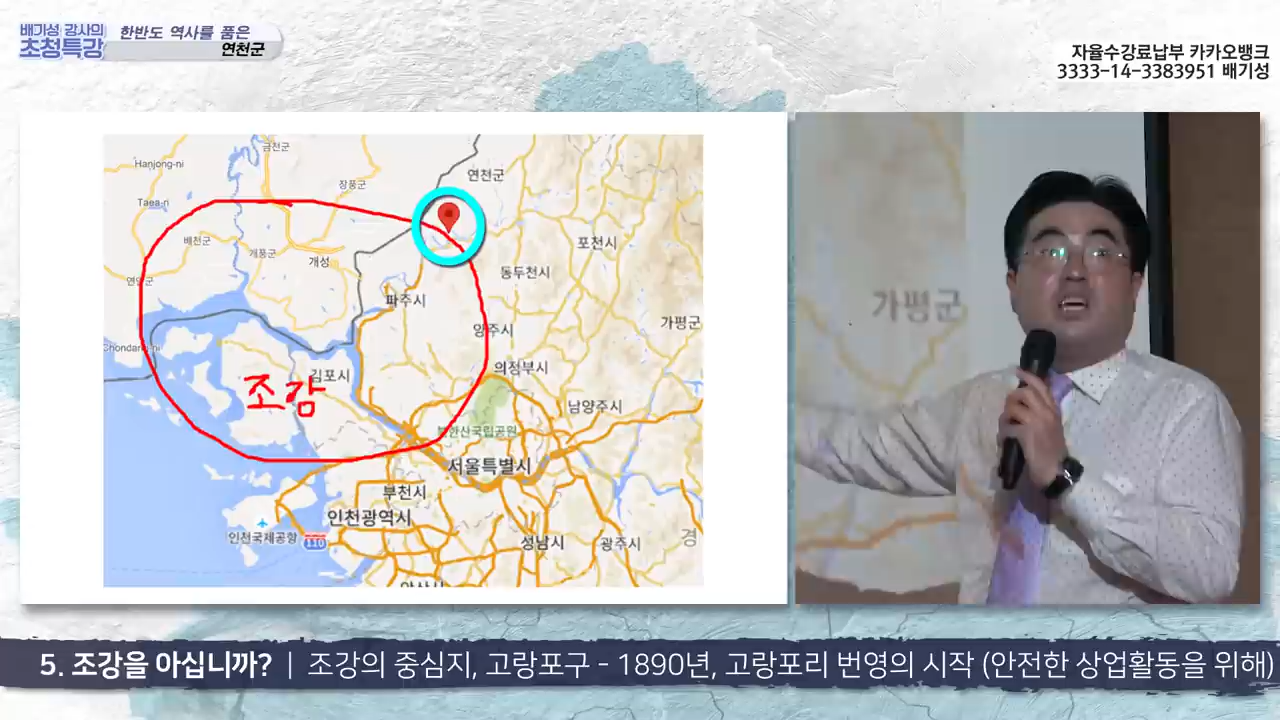 배기성 강사의
초청특강
한반도 역사를 품은
연천군
자율수강료납부 카카오뱅크
3333-14-3383951 배기성
금천군
Hanjong-ni
장풍군
연천군
Taea-ri
배천군
개풍군
개성
포천시
연안군
동두천시
파주시
가평군
양주시
가평군
Chondang-ni
김포시
의정부시
조강
남양주시
북한산국립공원
서울특별시
부천시
인천광역시
인천국제공항
110
성남시
광주시
경
안산시
5. 조강을 아십니까? | 조강의 중심지, 고랑포구 - 1890년, 고랑포리 번영의 시작 (안전한 상업활동을 위해)